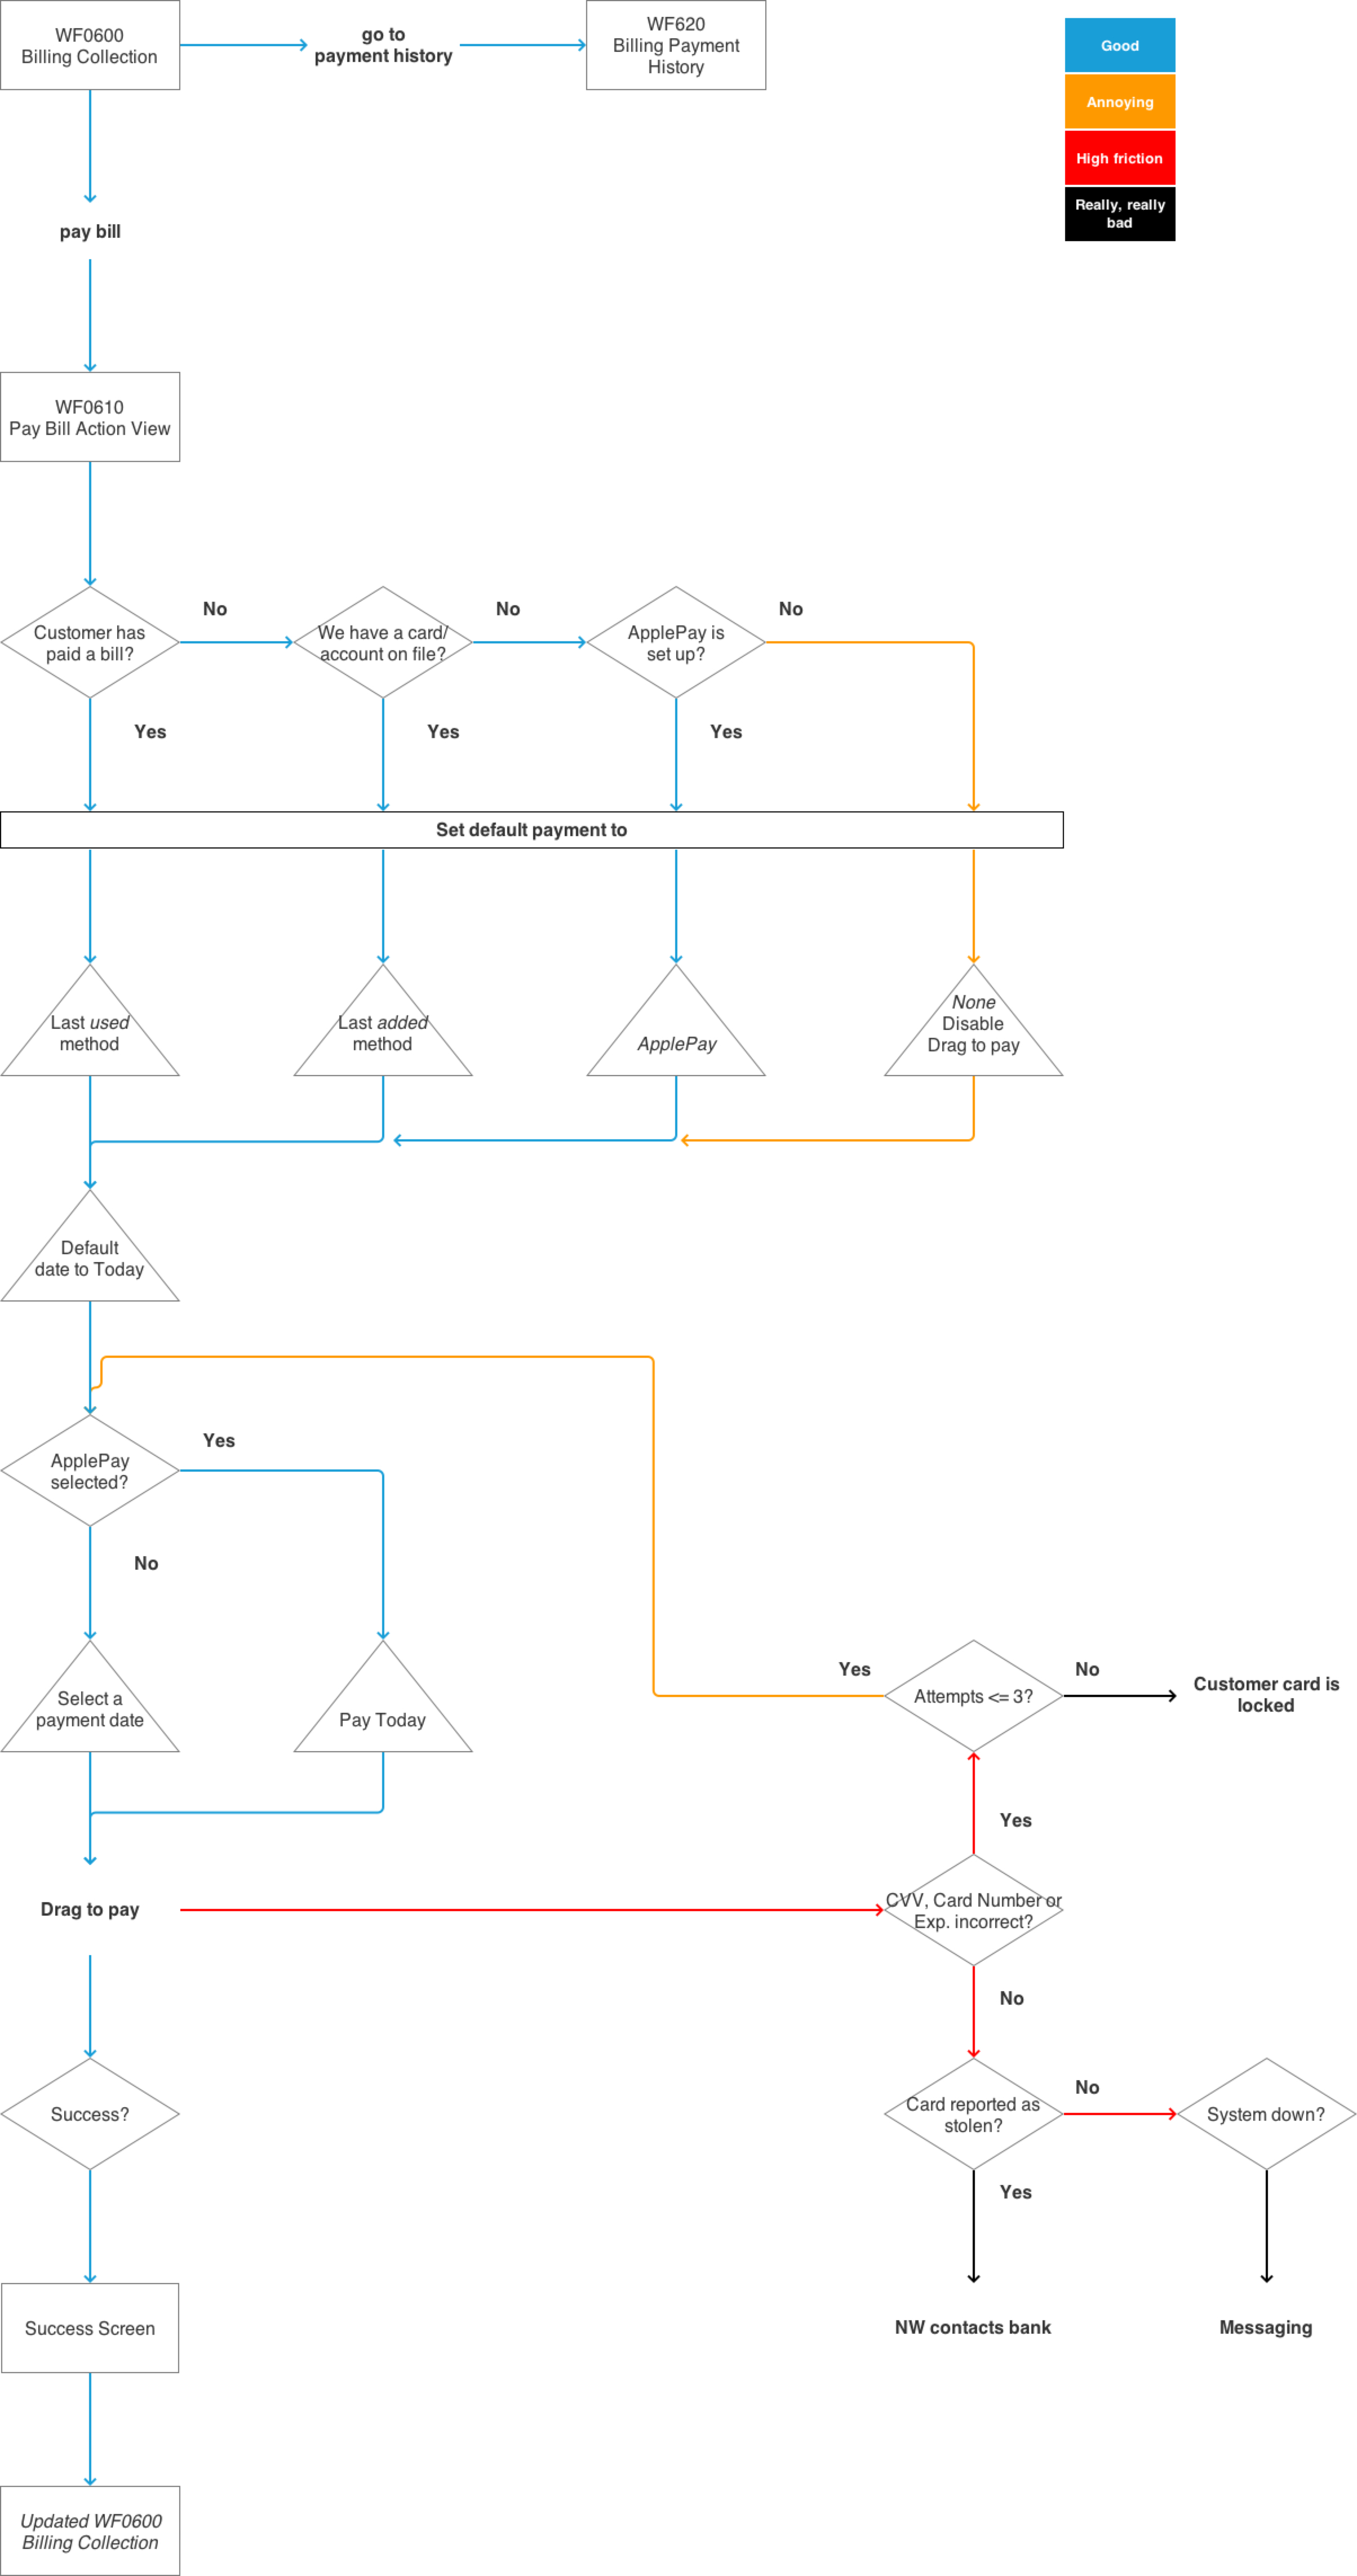 WF0600
Billing Collection
go to
payment history
WF620
Billing Payment
History
Good
Annoying
High friction
Really, really
bad
pay bill
WF0610
Pay Bill Action View
Customer has
paid a bill?
No
We have a card/
account on file?
No
ApplePay is
set up?
No
Yes
Yes
Yes
Set default payment to
Last used
method
Last added
method
ApplePay
None
Disable
Drag to pay
Default
date to Today
ApplePay
selected?
Yes
No
Select a
payment date
Pay Today
Yes
Attempts <= 3?
No
Customer card is
locked
Yes
Drag to pay
CVV, Card Number or
Exp. incorrect?
No
Success?
Card reported as
stolen?
No
System down?
Yes
Success Screen
NW contacts bank
Messaging
Updated WF0600
Billing Collection